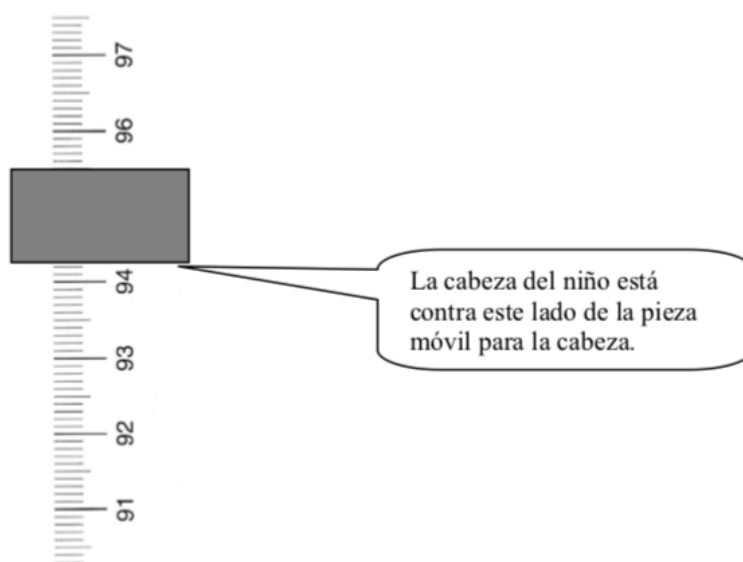 97
96
94
La cabeza del niño está
contra este lado de la pieza
móvil para la cabeza.
93
92
91